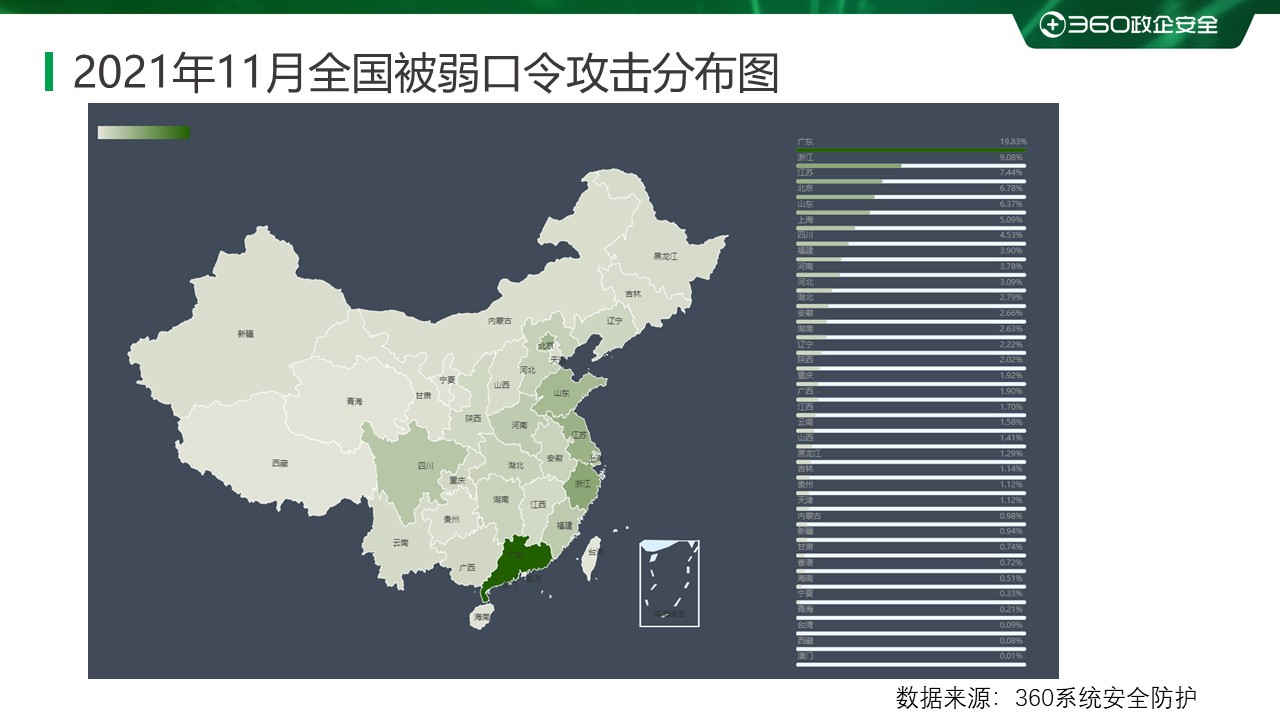 360政企安全
2021年11月全国被弱口令攻击分布图
广东 19.83%
浙江 9.08%
江苏 7.44%
北京 6.78%
山东 6.37%
上海 5.09%
四川 4.53%
福建 3.90%
河南 3.78%
河北 3.09%
湖北 2.79%
安徽 2.66%
湖南 2.63%
辽宁 2.22%
陕西 2.02%
重庆 1.92%
广西 1.90%
江西 1.70%
云南 1.58%
山西 1.41%
黑龙江 1.29%
吉林 1.14%
贵州 1.12%
天津 1.12%
内蒙古 0.98%
新疆 0.94%
甘肃 0.74%
香港 0.72%
海南 0.51%
宁夏 0.33%
青海 0.21%
台湾 0.09%
西藏 0.08%
澳门 0.01%
黑龙江
吉林
内蒙古
辽宁
新疆
北京
天津
河北
宁夏
山西
山东
甘肃
青海
陕西
河南
江苏
安徽
上海
西藏
四川
湖北
重庆
浙江
湖南
江西
贵州
福建
云南
台湾
广东
广西
香港
海南
数据来源：360系统安全防护